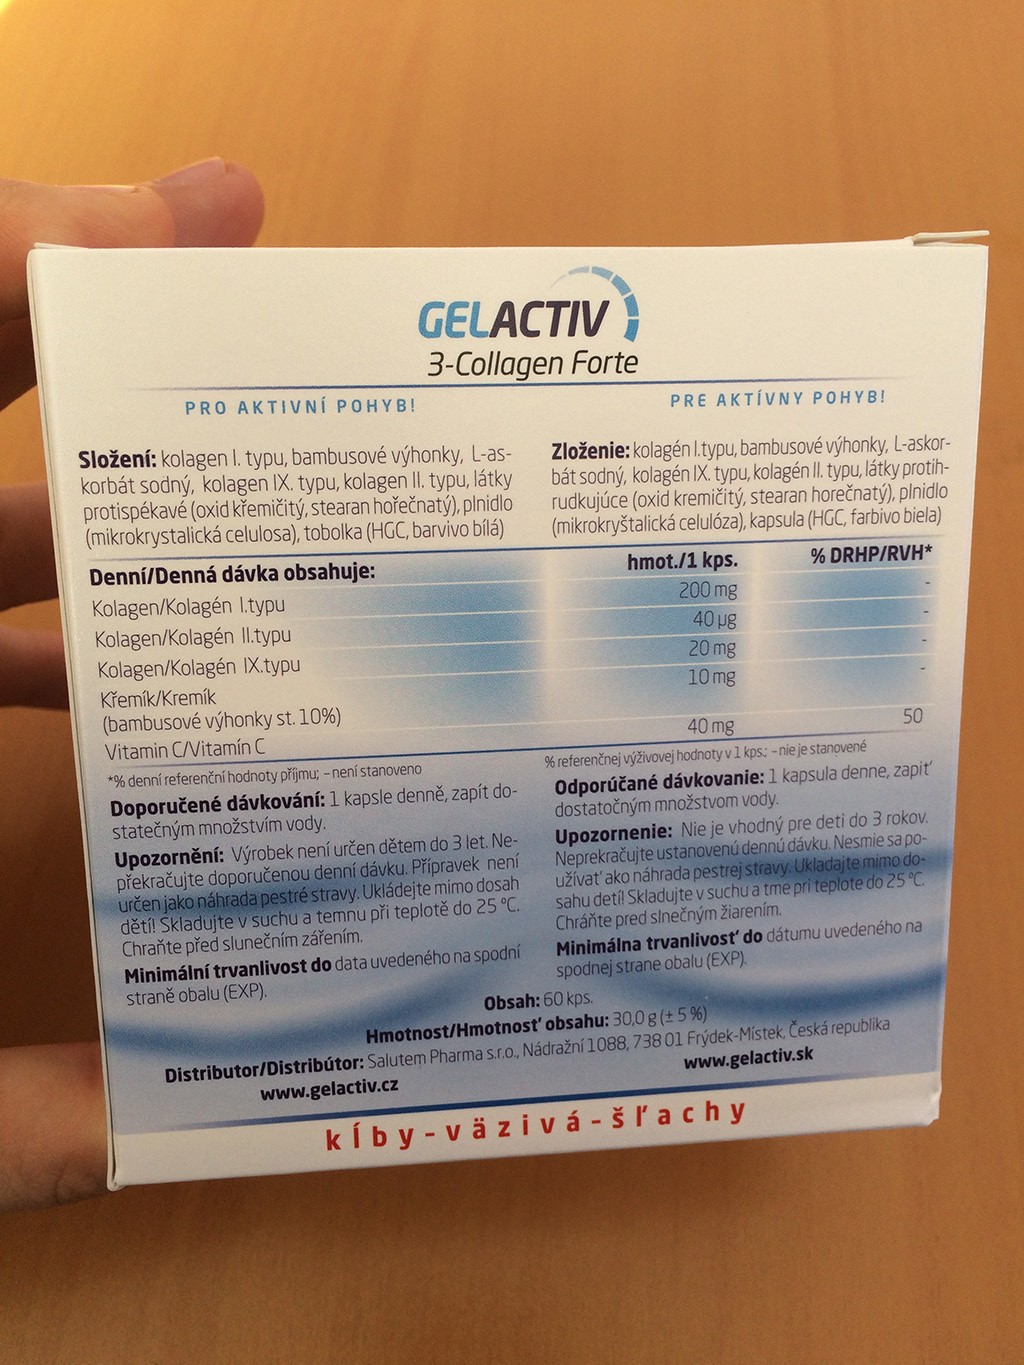 GELACTIV
3-Collagen Forte
PRO AKTIVNÍ POHYB!
PRE AKTÍVNY POHYB!
Složení: kolagen I. typu, bambusové výhonky, L-as-
korbát sodný, kolagen IX. typu, kolagen II. typu, látky
protispékavé (oxid křemičitý, stearan hořečnatý), plnidlo
(mikrokrystalická celulosa), tobolka (HGC, barvivo bílá)
Zloženie: kolagén I.typu, bambusové výhonky, L-askor-
bát sodný, kolagén IX. typu, kolagén II. typu, látky protih-
rudkujúce (oxid kremičitý, stearan horečnatý), plnidlo
(mikrokryštalická celulóza), kapsula (HGC, farbivo biela)
Denní/Denná dávka obsahuje: hmot./1 kps. % DRHP/RVH*
Kolagen/Kolagén I.typu 200 mg -
Kolagen/Kolagén II.typu 40 µg -
Kolagen/Kolagén IX.typu 20 mg -
Křemík/Kremík 10 mg -
(bambusové výhonky st. 10%)
Vitamin C/Vitamín C 40 mg 50
*% denní referenční hodnoty příjmu; – není stanoveno
% referenčnej výživovej hodnoty v 1 kps.; – nie je stanovené
Doporučené dávkování: 1 kapsle denně, zapít do-
statečným množstvím vody.
Upozornění: Výrobek není určen dětem do 3 let. Ne-
překračujte doporučenou denní dávku. Přípravek není
určen jako náhrada pestré stravy. Ukládejte mimo dosah
dětí! Skladujte v suchu a temnu při teplotě do 25 °C.
Chraňte před slunečním zářením.
Minimální trvanlivost do data uvedeného na spodní
straně obalu (EXP).
Odporúčané dávkovanie: 1 kapsula denne, zapiť
dostatočným množstvom vody.
Upozornenie: Nie je vhodný pre deti do 3 rokov.
Neprekračujte ustanovenú dennú dávku. Nesmie sa po-
užívať ako náhrada pestrej stravy. Ukladajte mimo do-
sahu detí! Skladujte v suchu a tme pri teplote do 25 °C.
Chráňte pred slnečným žiarením.
Minimálna trvanlivosť do dátumu uvedeného na
spodnej strane obalu (EXP).
Obsah: 60 kps.
Hmotnost/Hmotnosť obsahu: 30,0 g (± 5 %)
Distributor/Distribútor: Salutem Pharma s.r.o., Nádražní 1088, 738 01 Frýdek-Místek, Česká republika
www.gelactiv.cz
www.gelactiv.sk
kĺby-väzivá-šľachy